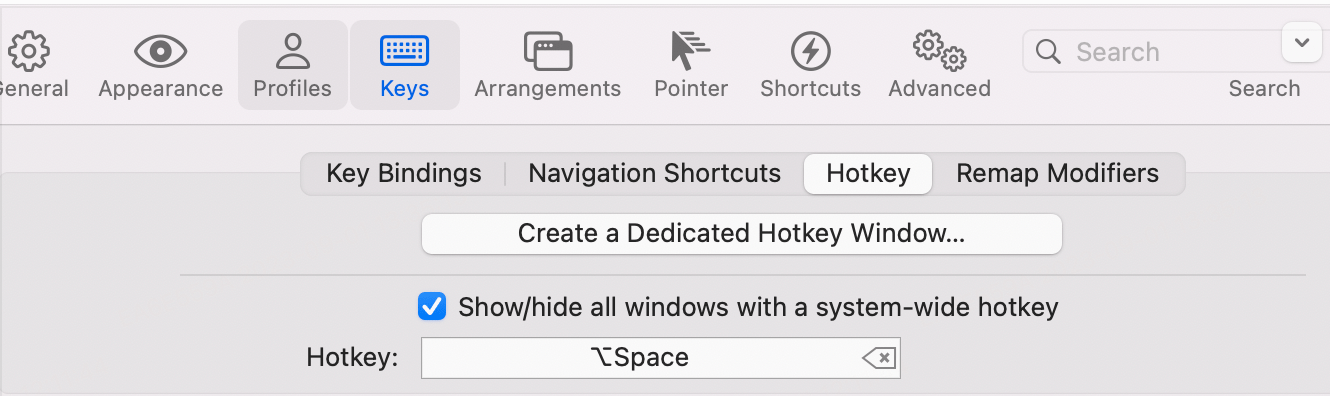 General Appearance Profiles Keys Arrangements Pointer Shortcuts Advanced Search
Search
Key Bindings Navigation Shortcuts Hotkey Remap Modifiers
Create a Dedicated Hotkey Window...
Show/hide all windows with a system-wide hotkey
Hotkey: ⌥Space